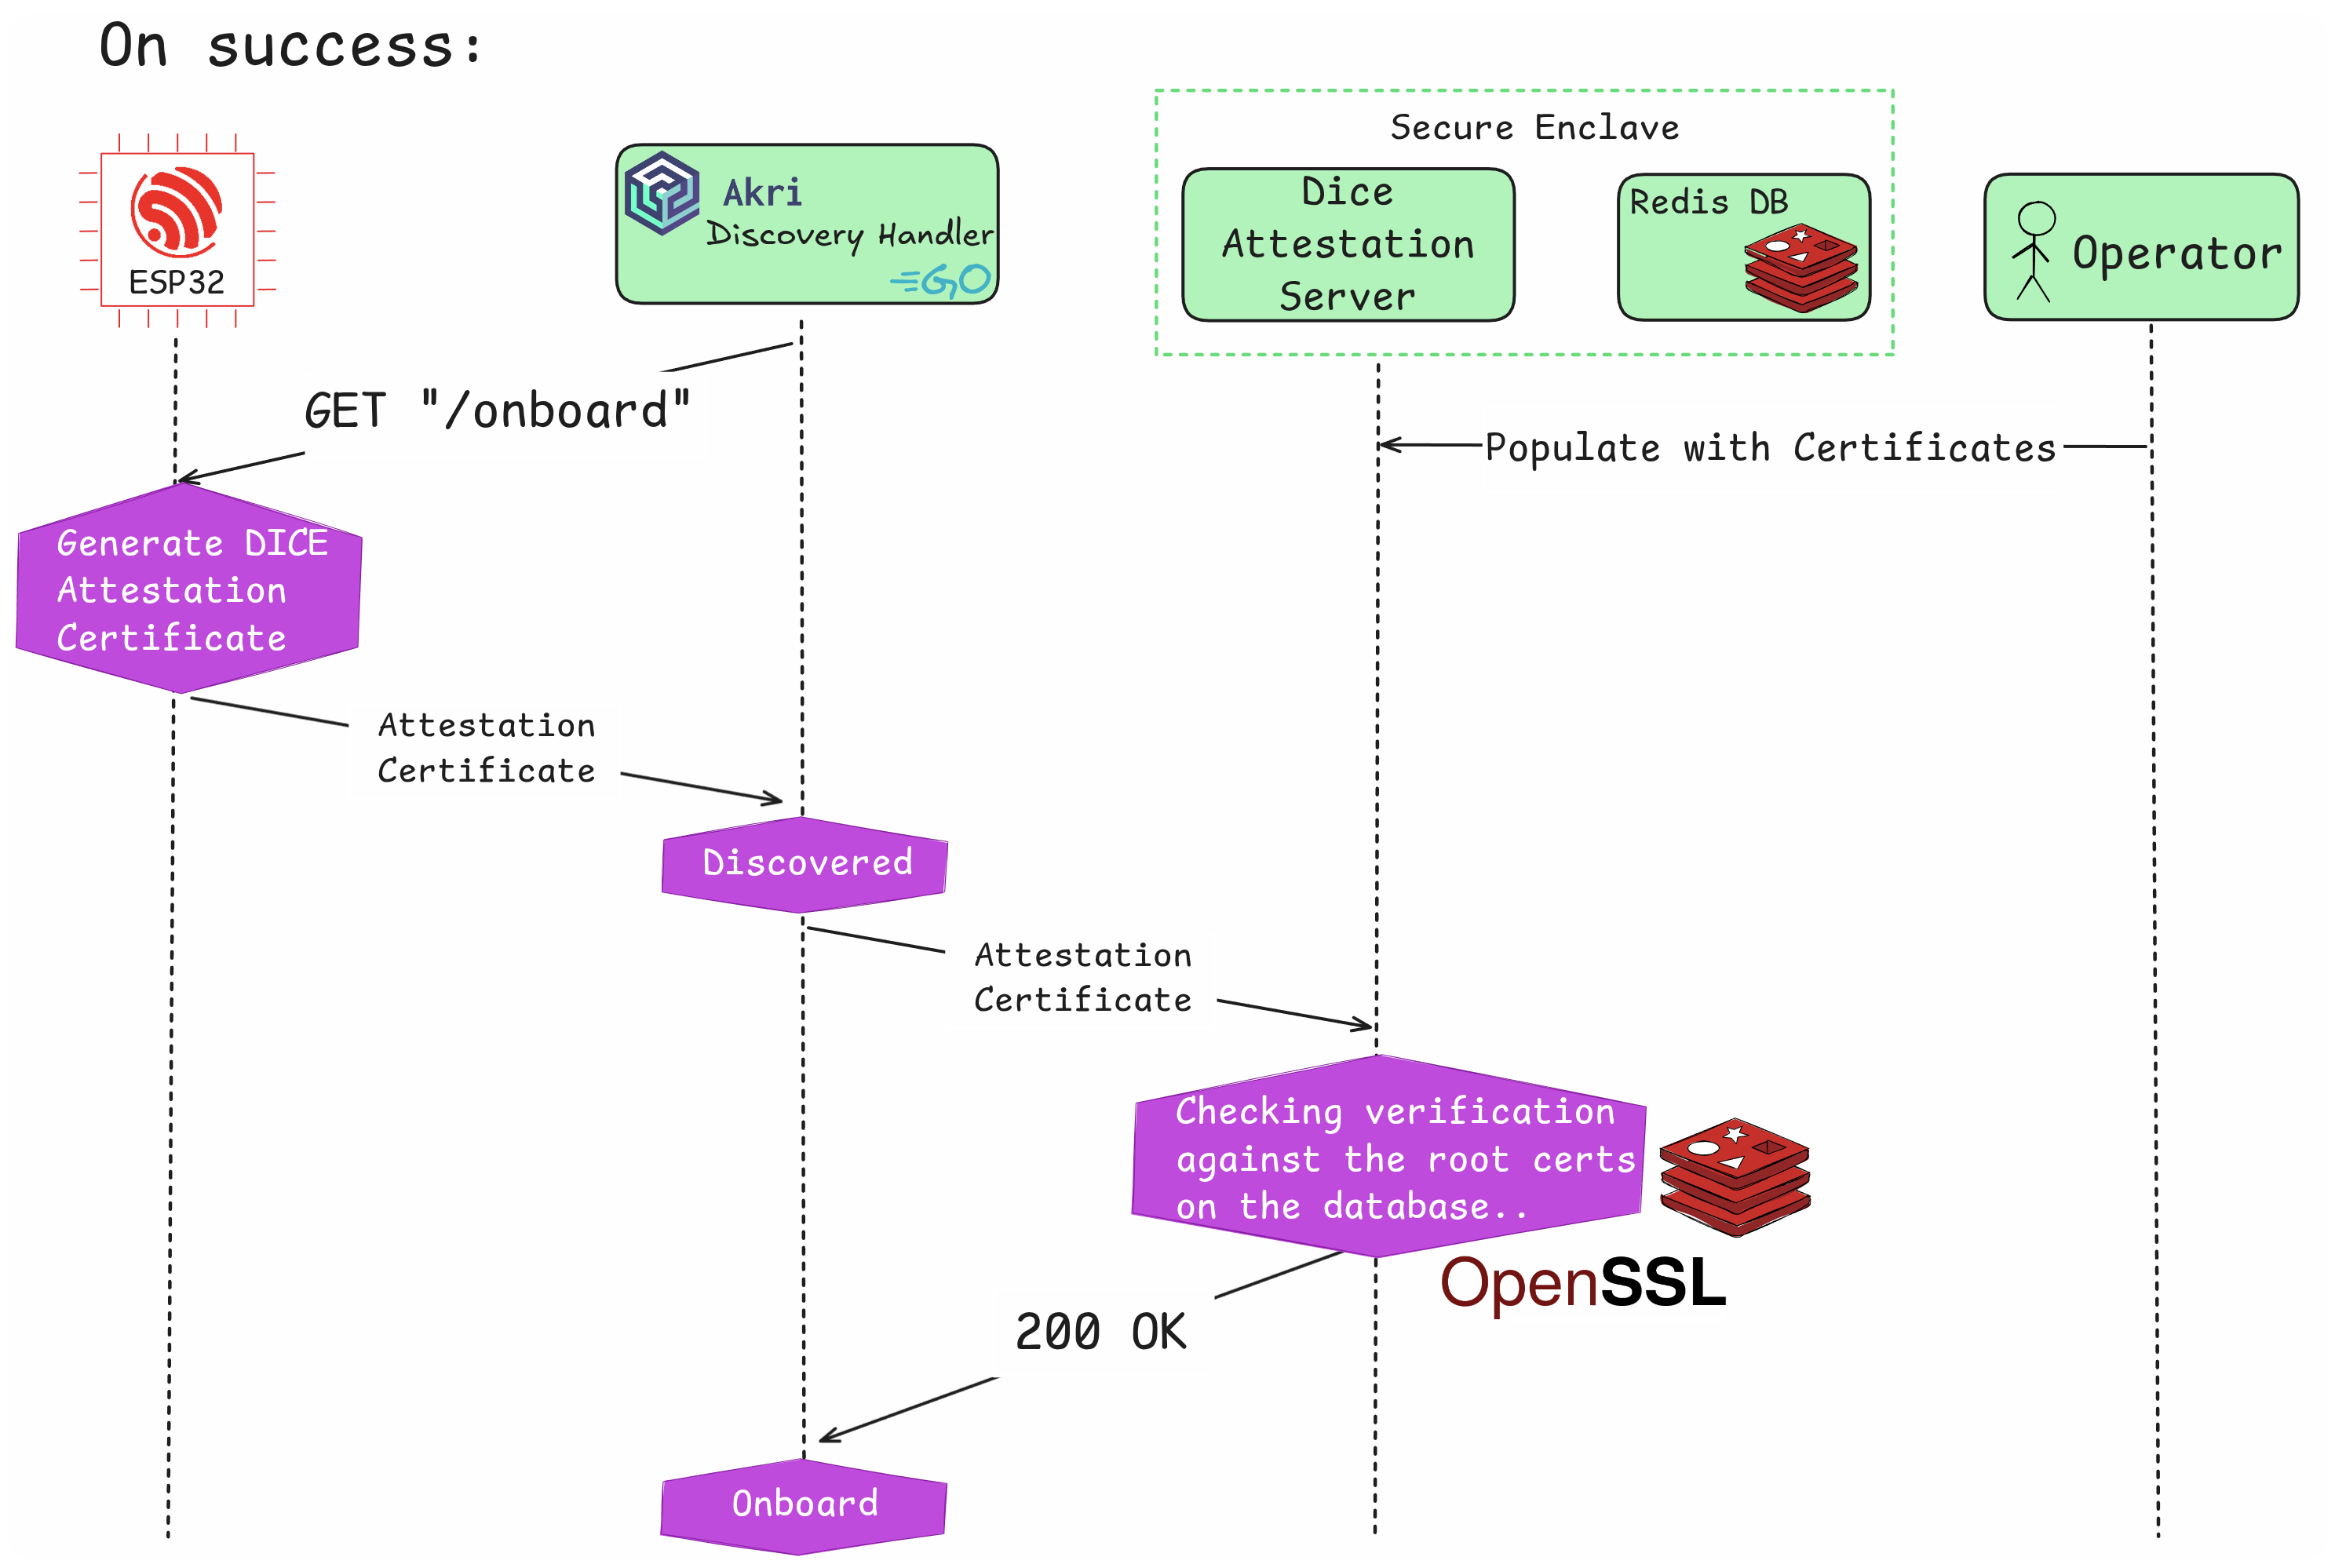 On success:
Secure Enclave
ESP32
Akri
Discovery Handler
GO
Dice
Attestation
Server
Redis DB
Operator
GET "/onboard"
Populate with Certificates
Generate DICE
Attestation
Certificate
Attestation
Certificate
Discovered
Attestation
Certificate
Checking verification
against the root certs
on the database..
OpenSSL
200 OK
Onboard